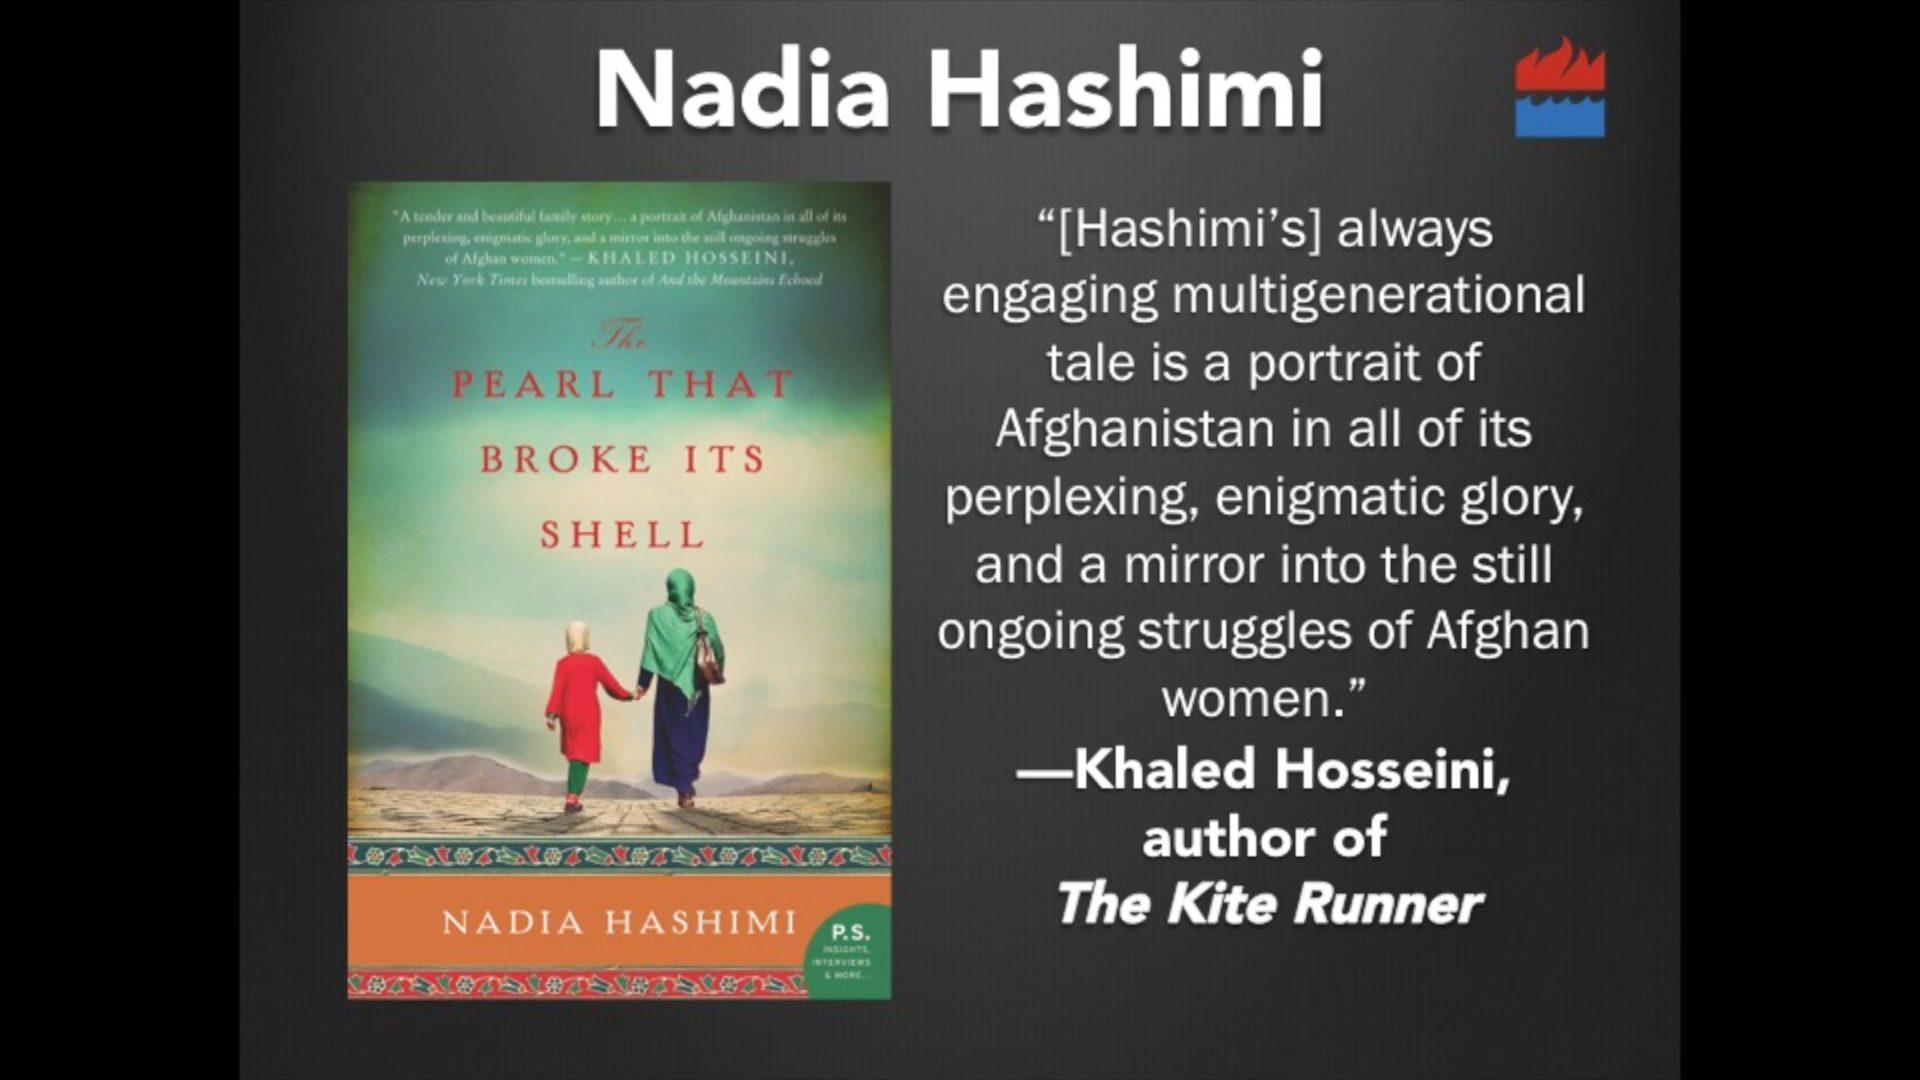 Nadia Hashimi
"A tender and beautiful family story... a portrait of Afghanistan in all of its
perplexing, enigmatic glory, and a mirror into the still ongoing struggles
of Afghan women." — KHALED HOSSEINI,
New York Times bestselling author of And the Mountains Echoed
The
PEARL THAT
BROKE ITS
SHELL
NADIA HASHIMI
P.S.
INSIGHTS,
INTERVIEWS
& MORE...
“[Hashimi’s] always
engaging multigenerational
tale is a portrait of
Afghanistan in all of its
perplexing, enigmatic glory,
and a mirror into the still
ongoing struggles of Afghan
women.”
—Khaled Hosseini,
author of
The Kite Runner